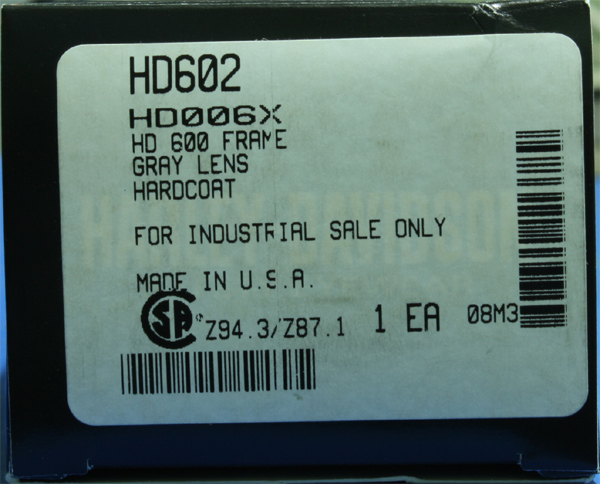 HD602
HD006X
HD 600 FRAME
GRAY LENS
HARDCOAT
FOR INDUSTRIAL SALE ONLY
MADE IN U.S.A.
SA Z94.3/Z87.1 1 EA 08M3